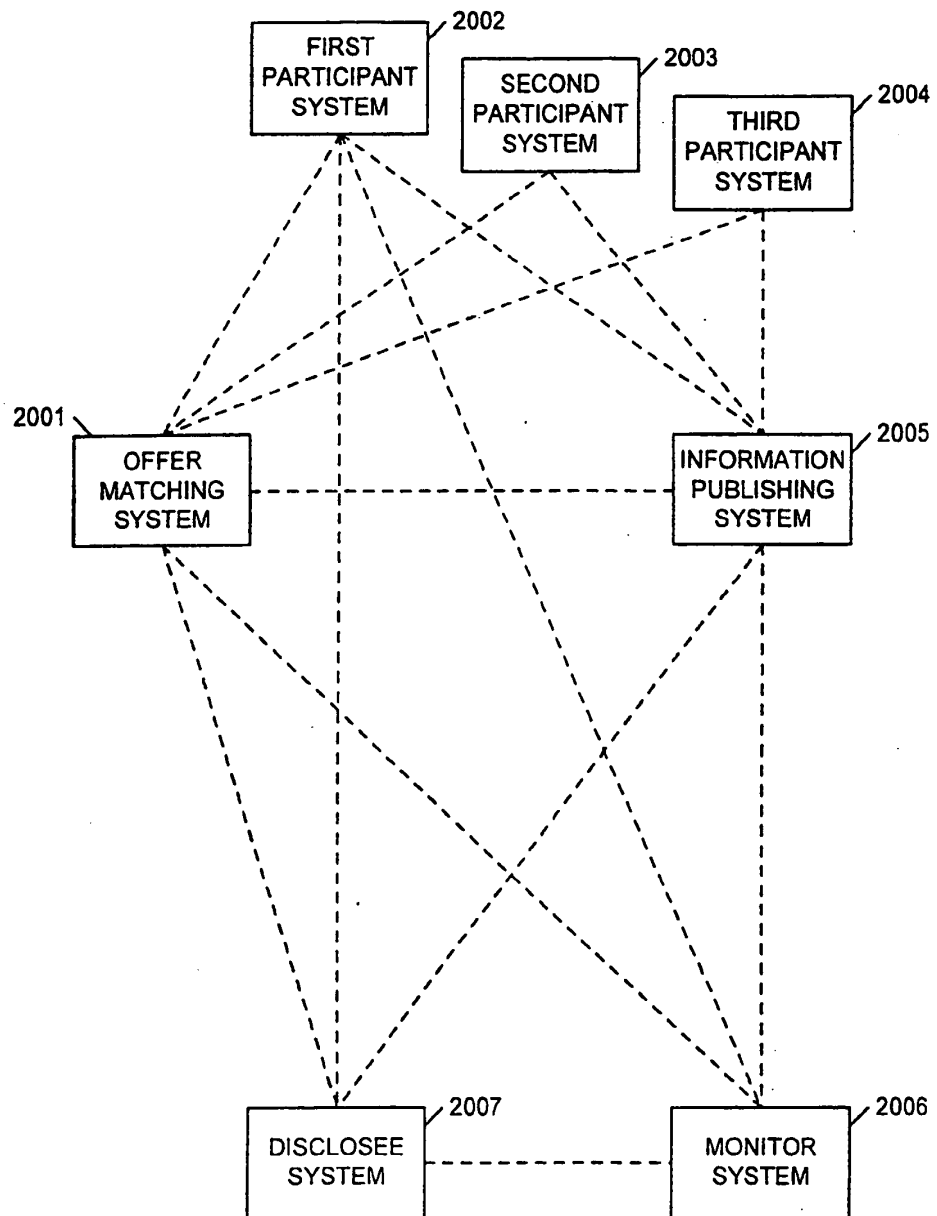 2002
FIRST
PARTICIPANT
SYSTEM
2003
SECOND
PARTICIPANT
SYSTEM
2004
THIRD
PARTICIPANT
SYSTEM
2001
OFFER
MATCHING
SYSTEM
2005
INFORMATION
PUBLISHING
SYSTEM
2007
DISCLOSEE
SYSTEM
2006
MONITOR
SYSTEM